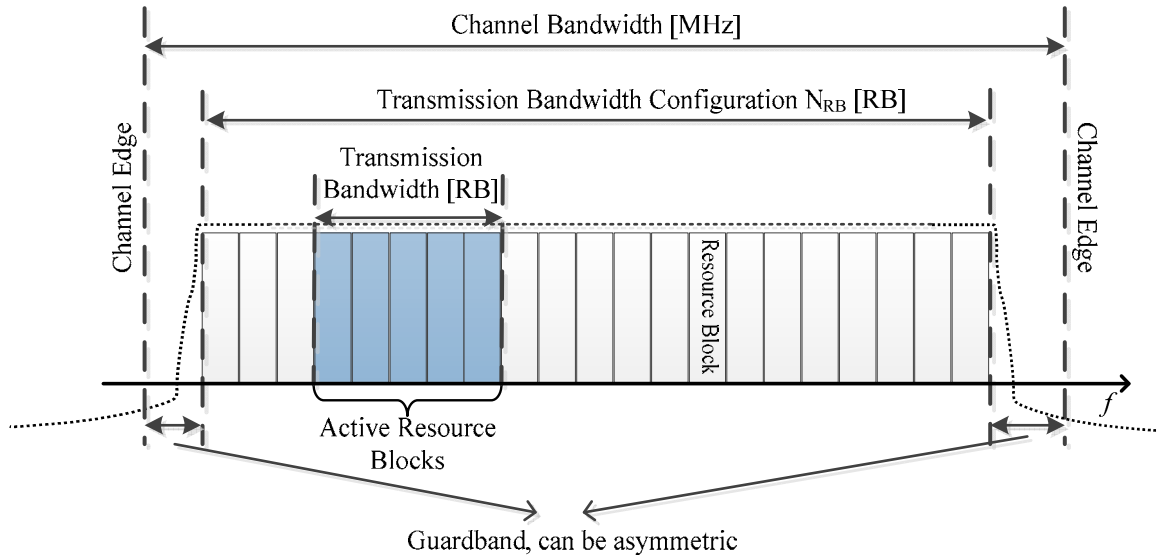 Channel Bandwidth [MHz]
Transmission Bandwidth Configuration N_RB [RB]
Transmission
Bandwidth [RB]
Channel Edge
Channel Edge
Resource Block
f
Active Resource
Blocks
Guardband, can be asymmetric